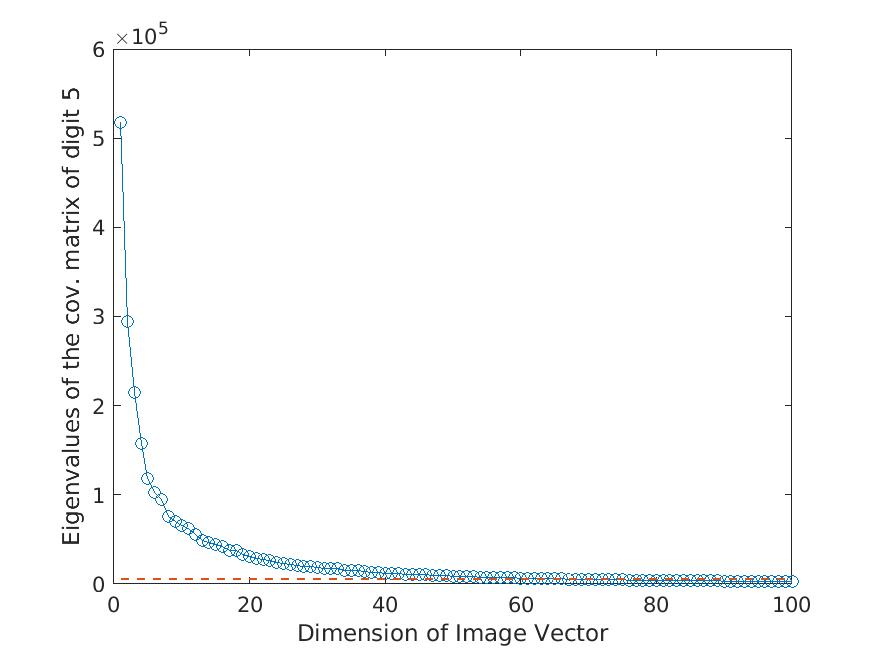 ×10^5
6
5
4
3
2
1
0
Eigenvalues of the cov. matrix of digit 5
0 20 40 60 80 100
Dimension of Image Vector